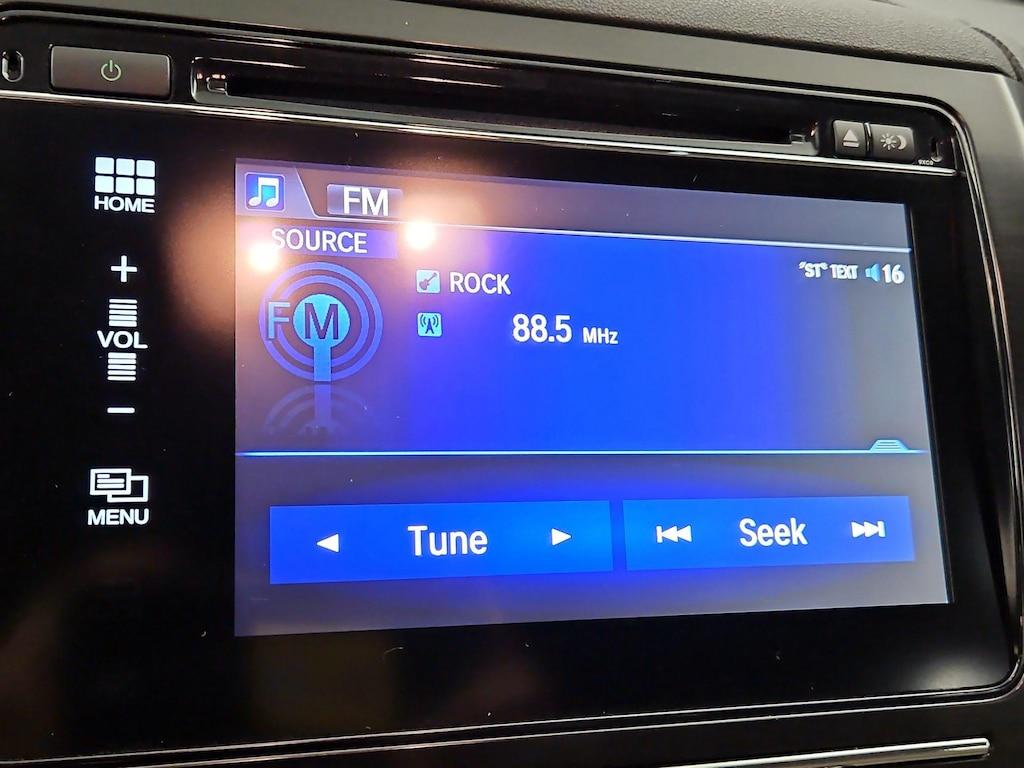 HOME
VOL
MENU
FM
SOURCE
FM
ROCK
"ST" TEXT 16
88.5 MHz
Tune
Seek